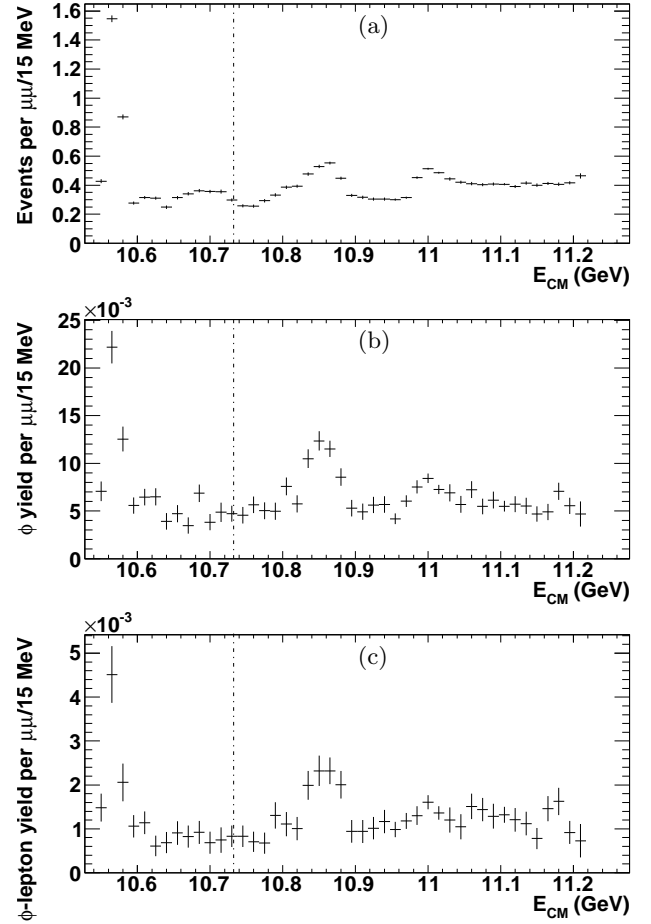 (a)
Events per μμ/15 MeV
1.6
1.4
1.2
1
0.8
0.6
0.4
0.2
0
10.6 10.7 10.8 10.9 11 11.1 11.2
E_CM (GeV)
×10⁻³
(b)
ϕ yield per μμ/15 MeV
25
20
15
10
5
0
10.6 10.7 10.8 10.9 11 11.1 11.2
E_CM (GeV)
×10⁻³
(c)
ϕ-lepton yield per μμ/15 MeV
5
4
3
2
1
0
10.6 10.7 10.8 10.9 11 11.1 11.2
E_CM (GeV)